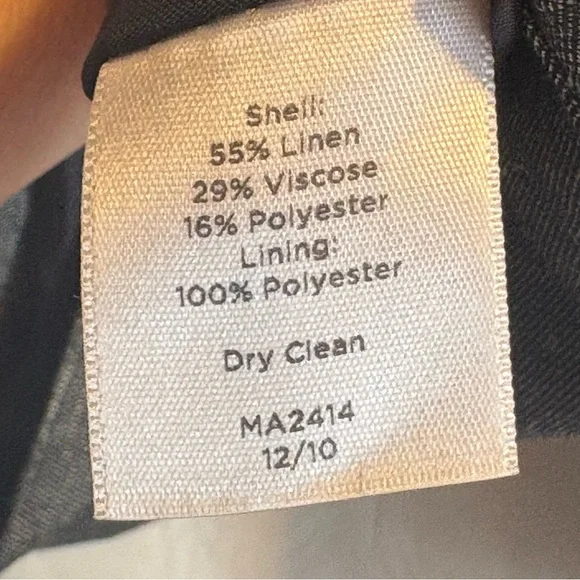 Shell:
55% Linen
29% Viscose
16% Polyester
Lining:
100% Polyester
Dry Clean
MA2414
12/10